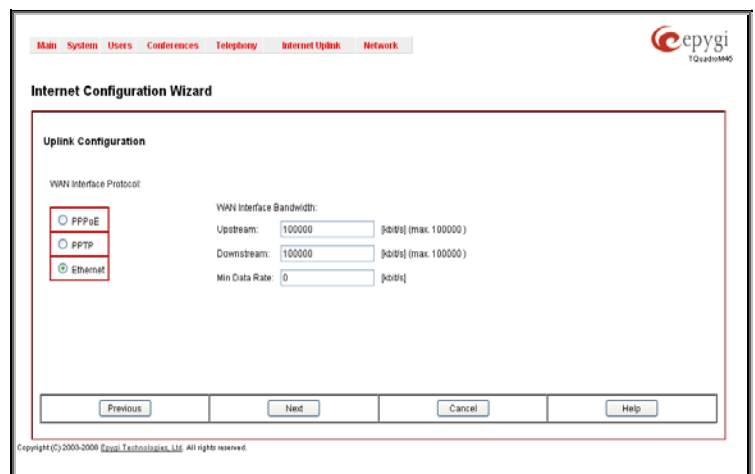 Main System Users Conferences Telephony Internet Uplink Network
epygi
TQuadroM45
Internet Configuration Wizard
Uplink Configuration
WAN Interface Protocol:
WAN Interface Bandwidth:
PPPoE
Upstream: 100000 [kbit/s] (max. 100000 )
PPTP
Downstream: 100000 [kbit/s] (max. 100000 )
Ethernet
Min Data Rate: 0 [kbit/s]
Previous Next Cancel Help
Copyright (C) 2003-2008 Epygi Technologies, Ltd. All rights reserved.